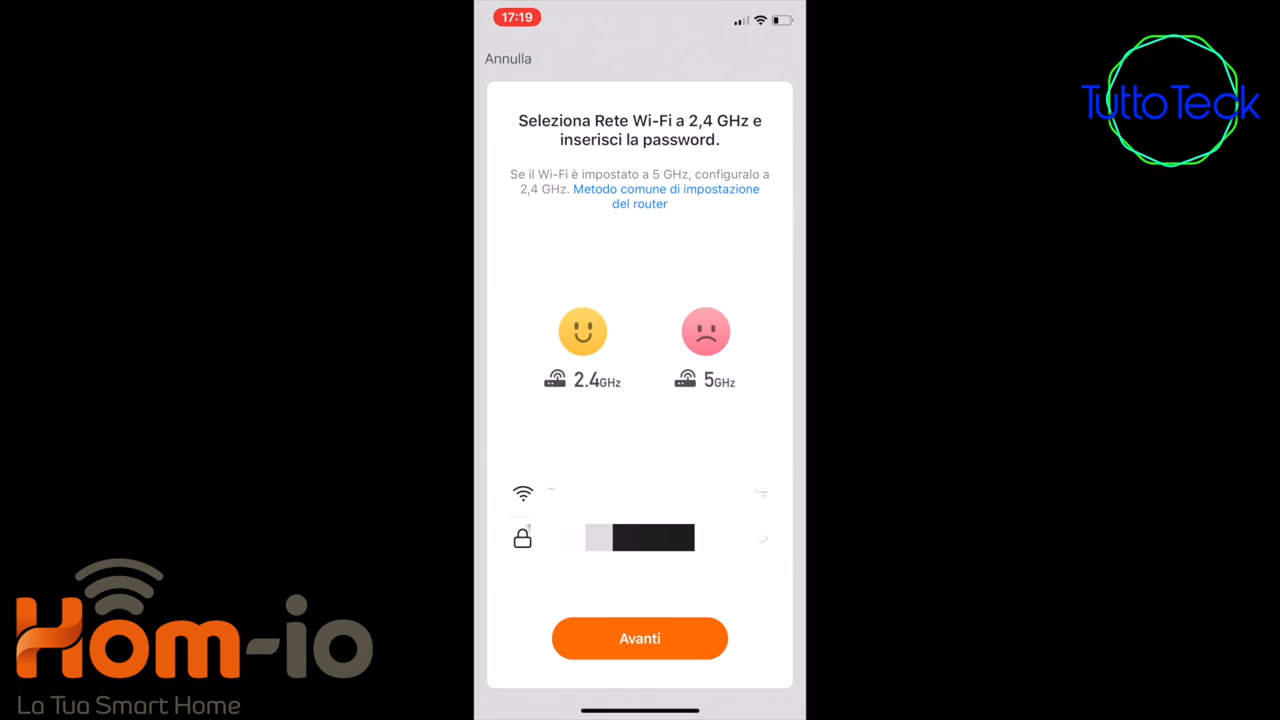 17:19
Annulla
Seleziona Rete Wi-Fi a 2,4 GHz e
inserisci la password.
Se il Wi-Fi è impostato a 5 GHz, configuralo a
2,4 GHz. Metodo comune di impostazione
del router
2.4GHz
5GHz
Avanti
TuttoTeck
Hom-io
La Tua Smart Home